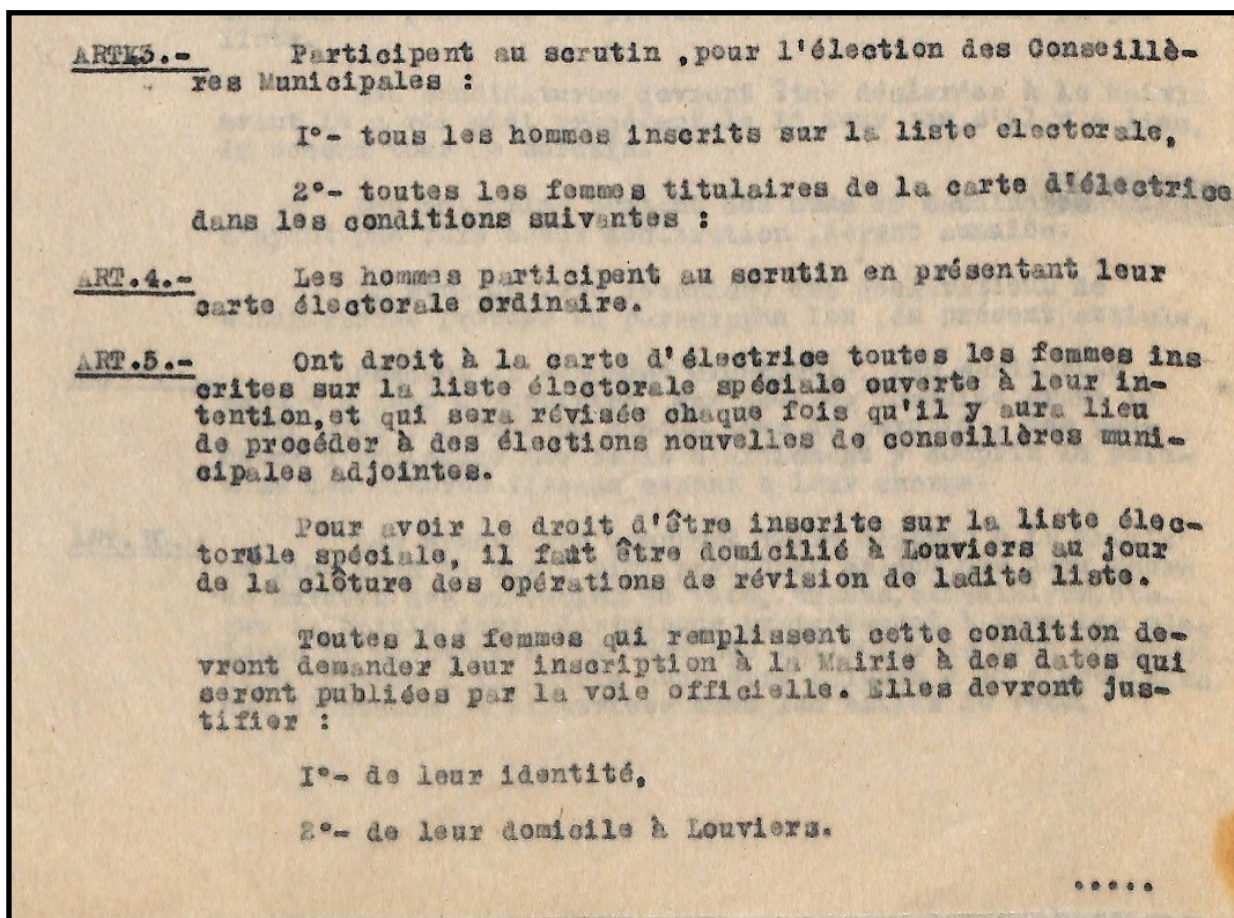 ARTK3.- Participent au scrutin ,pour l'élection des Conseillè-
res Municipales :
I°- tous les hommes inscrits sur la liste electorale,
2°- toutes les femmes titulaires de la carte d'électrice
dans les conditions suivantes :
ART.4.- Les hommes participent au scrutin en présentant leur
carte électorale ordinaire.
ART.5.- Ont droit à la carte d'électrice toutes les femmes ins
crites sur la liste électorale spéciale ouverte à leur in-
tention,et qui sera révisée chaque fois qu'il y aura lieu
de procéder à des élections nouvelles de conseillères muni-
cipales adjointes.
Pour avoir le droit d'être inscrite sur la liste élec-
torale spéciale, il faut être domicilié à Louviers au jour
de la clôture des opérations de révision de ladite liste.
Toutes les femmes qui remplissent cette condition de-
vront demander leur inscription à la Mairie à des dates qui
seront publiées par la voie officielle. Elles devront jus-
tifier :
I°- de leur identité,
2°- de leur domicile à Louviers.
.....